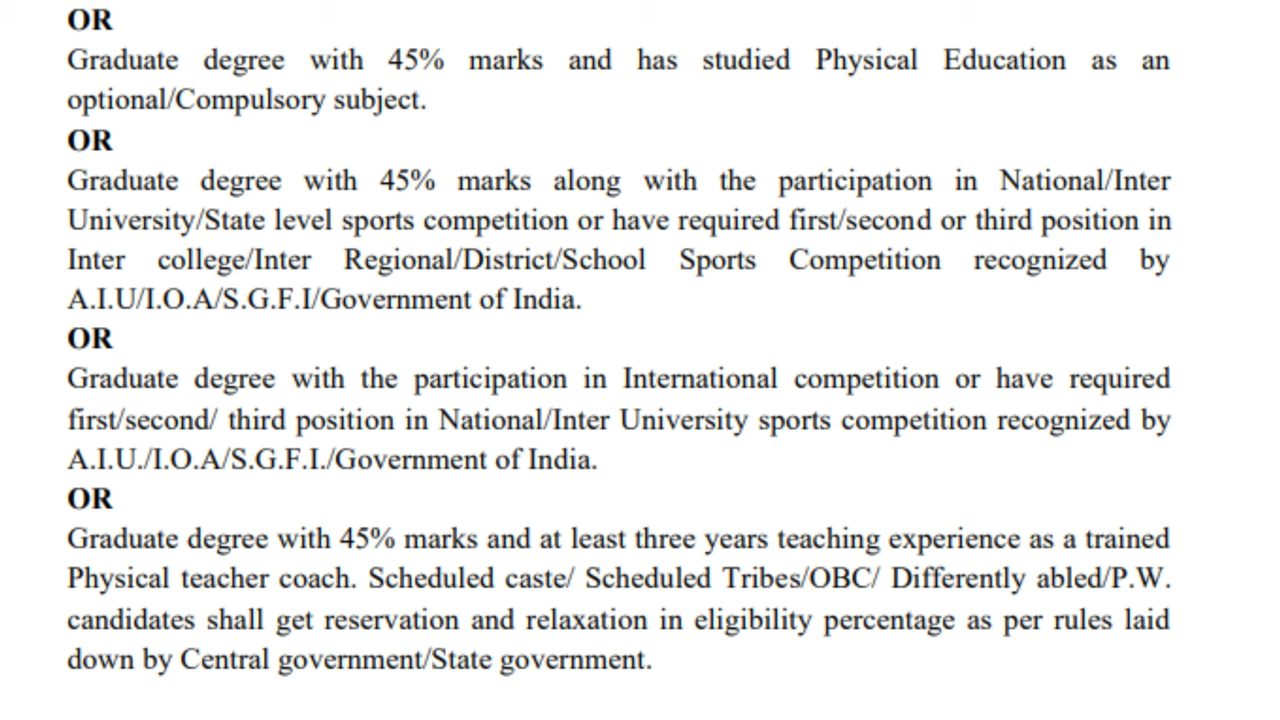 OR
Graduate degree with 45% marks and has studied Physical Education as an
optional/Compulsory subject.
OR
Graduate degree with 45% marks along with the participation in National/Inter
University/State level sports competition or have required first/second or third position in
Inter college/Inter Regional/District/School Sports Competition recognized by
A.I.U/I.O.A/S.G.F.I/Government of India.
OR
Graduate degree with the participation in International competition or have required
first/second/ third position in National/Inter University sports competition recognized by
A.I.U./I.O.A/S.G.F.I./Government of India.
OR
Graduate degree with 45% marks and at least three years teaching experience as a trained
Physical teacher coach. Scheduled caste/ Scheduled Tribes/OBC/ Differently abled/P.W.
candidates shall get reservation and relaxation in eligibility percentage as per rules laid
down by Central government/State government.